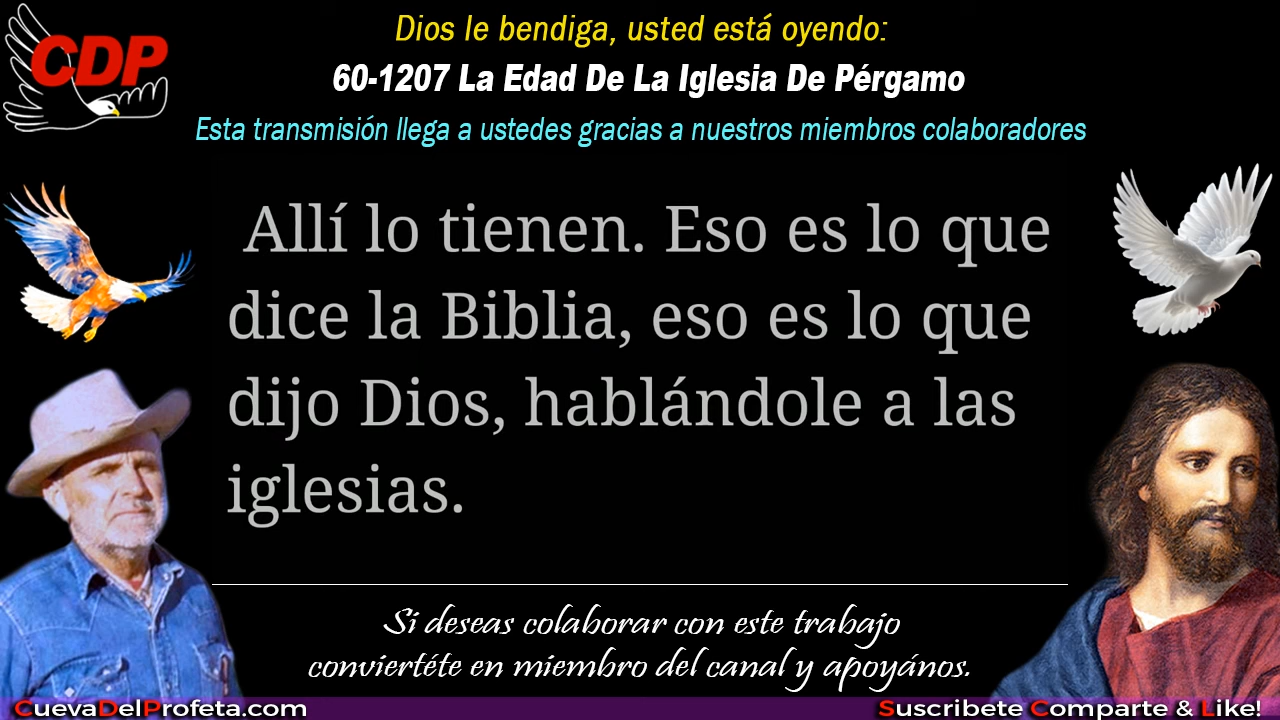 CDP
Dios le bendiga, usted está oyendo:
60-1207 La Edad De La Iglesia De Pérgamo
Esta transmisión llega a ustedes gracias a nuestros miembros colaboradores
Allí lo tienen. Eso es lo que
dice la Biblia, eso es lo que
dijo Dios, hablándole a las
iglesias.
Si deseas colaborar con este trabajo
conviertéte en miembro del canal y apoyános.
CuevaDelProfeta.com
Suscribete Comparte & Like!